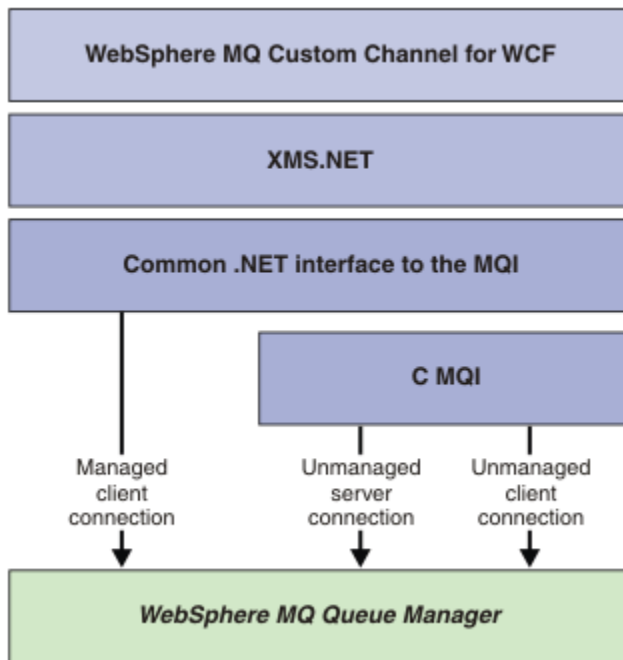 WebSphere MQ Custom Channel for WCF
XMS.NET
Common .NET interface to the MQI
C MQI
Managed
client
connection
Unmanaged
server
connection
Unmanaged
client
connection
WebSphere MQ Queue Manager